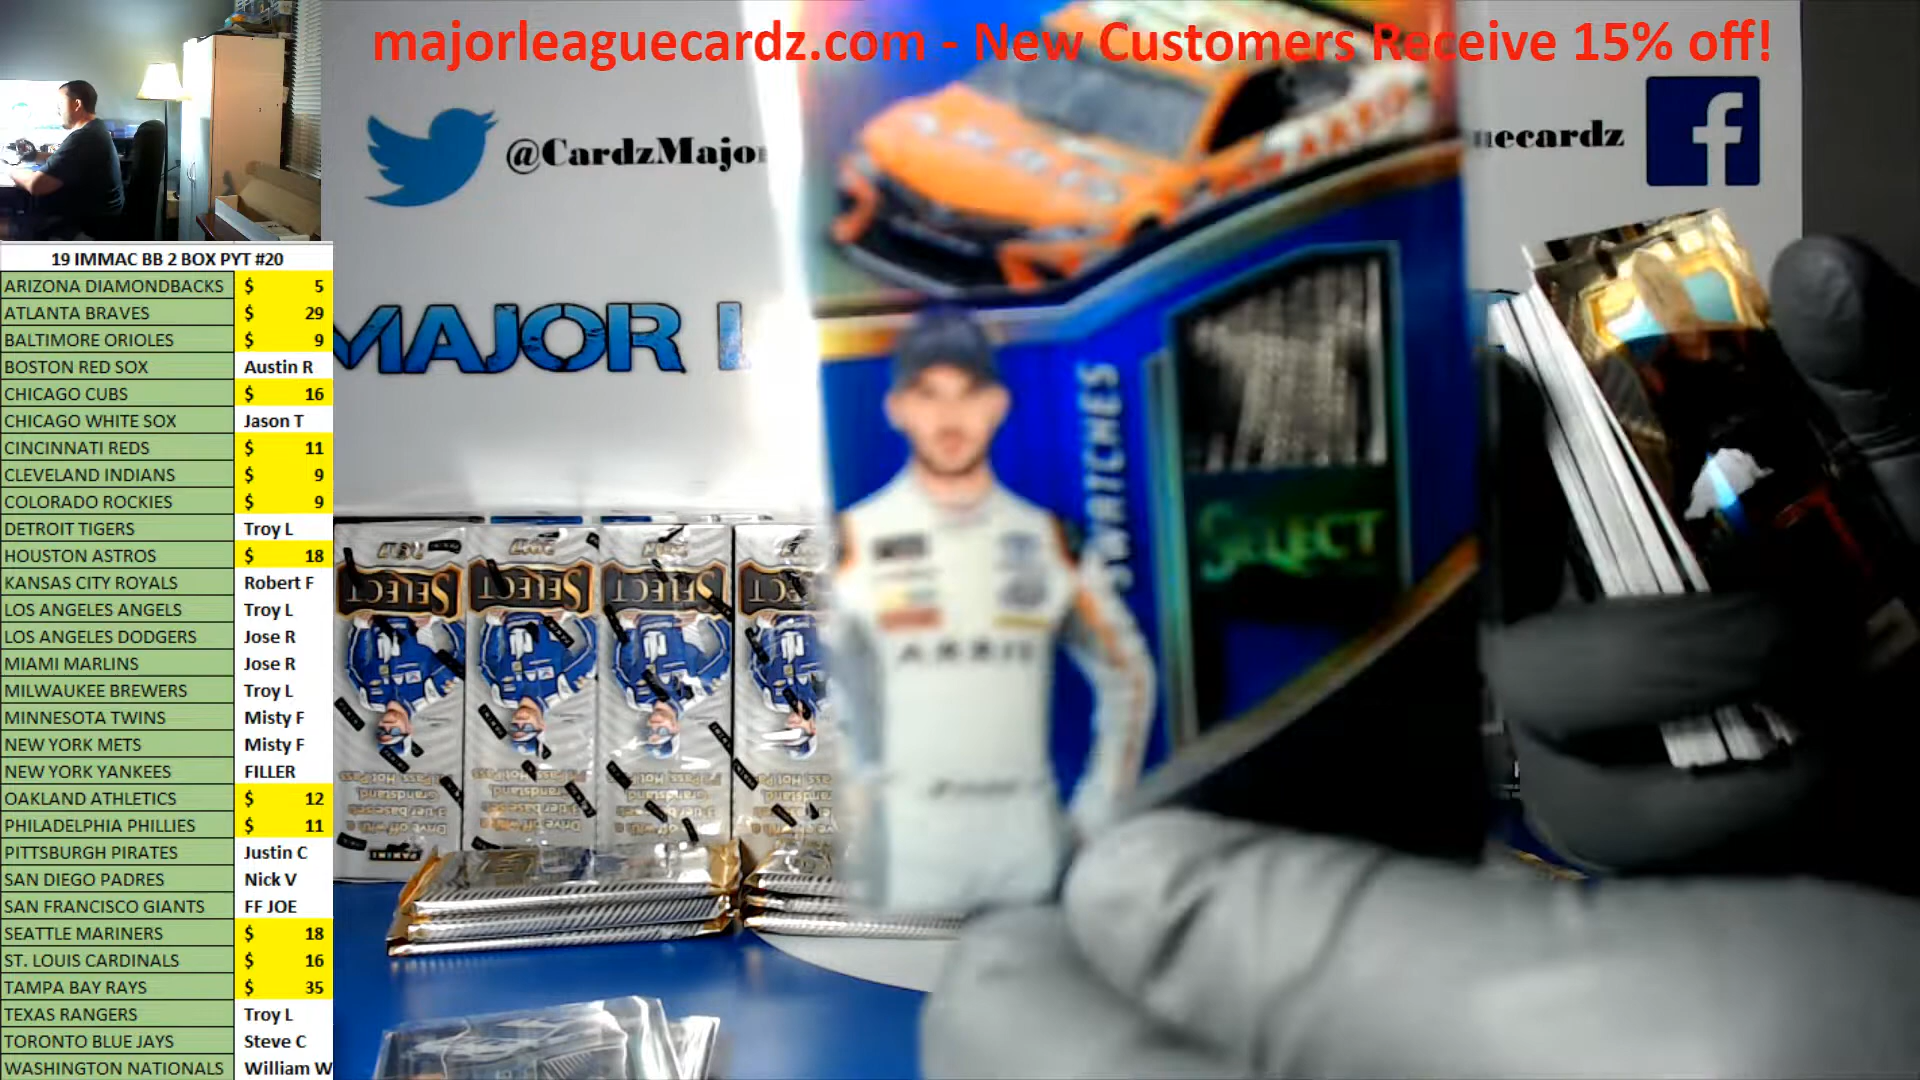 majorleaguecardz.com - New Customers Receive 15% off!
@CardzMajor
uecardz
MAJOR L
19 IMMAC BB 2 BOX PYT #20
ARIZONA DIAMONDBACKS $ 5
ATLANTA BRAVES $ 29
BALTIMORE ORIOLES $ 9
BOSTON RED SOX Austin R
CHICAGO CUBS $ 16
CHICAGO WHITE SOX Jason T
CINCINNATI REDS $ 11
CLEVELAND INDIANS $ 9
COLORADO ROCKIES $ 9
DETROIT TIGERS Troy L
HOUSTON ASTROS $ 18
KANSAS CITY ROYALS Robert F
LOS ANGELES ANGELS Troy L
LOS ANGELES DODGERS Jose R
MIAMI MARLINS Jose R
MILWAUKEE BREWERS Troy L
MINNESOTA TWINS Misty F
NEW YORK METS Misty F
NEW YORK YANKEES FILLER
OAKLAND ATHLETICS $ 12
PHILADELPHIA PHILLIES $ 11
PITTSBURGH PIRATES Justin C
SAN DIEGO PADRES Nick V
SAN FRANCISCO GIANTS FF JOE
SEATTLE MARINERS $ 18
ST. LOUIS CARDINALS $ 16
TAMPA BAY RAYS $ 35
TEXAS RANGERS Troy L
TORONTO BLUE JAYS Steve C
WASHINGTON NATIONALS William W
SWATCHES
SELECT
ARRIS
SELECT
SELECT
SELECT